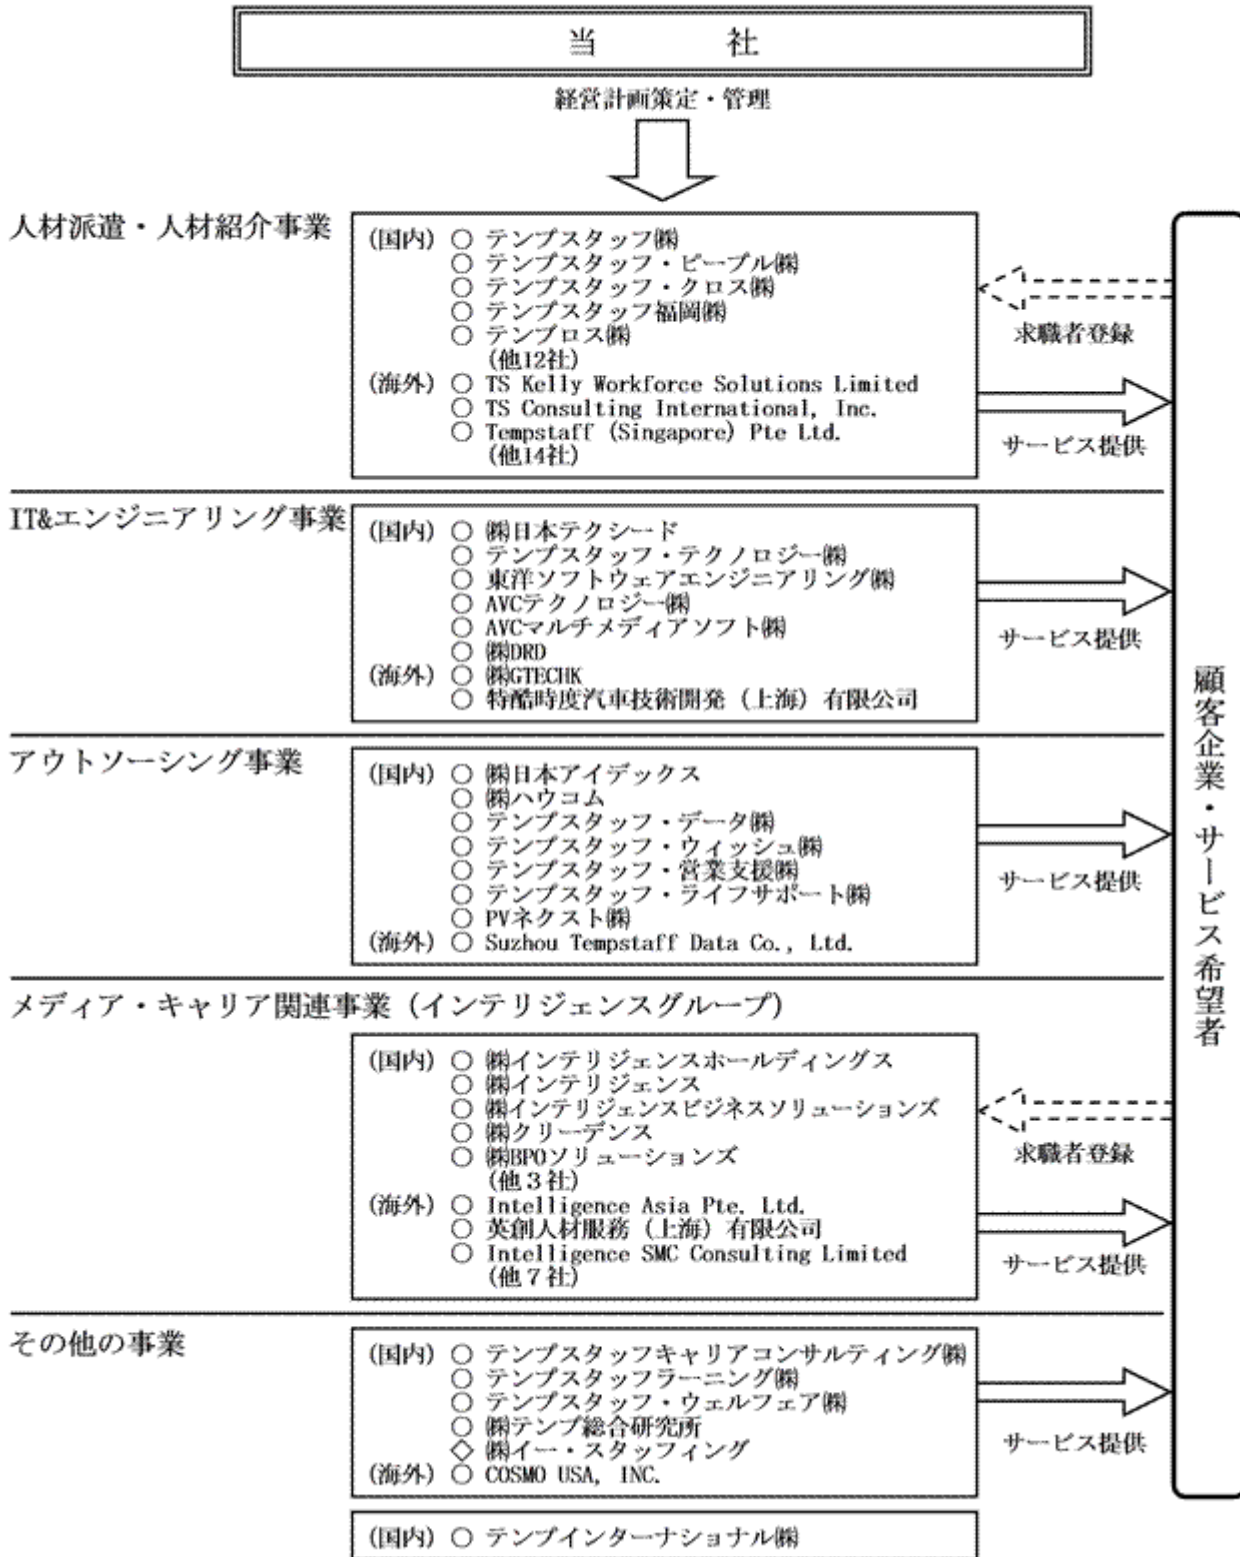 当　　社
経営計画策定・管理
人材派遣・人材紹介事業
(国内) ○ テンプスタッフ㈱
○ テンプスタッフ・ピープル㈱
○ テンプスタッフ・クロス㈱
○ テンプスタッフ福岡㈱
○ テンプロス㈱
(他12社)
(海外) ○ TS Kelly Workforce Solutions Limited
○ TS Consulting International, Inc.
○ Tempstaff (Singapore) Pte Ltd.
(他14社)
求職者登録
サービス提供
IT&エンジニアリング事業
(国内) ○ ㈱日本テクシード
○ テンプスタッフ・テクノロジー㈱
○ 東洋ソフトウェアエンジニアリング㈱
○ AVCテクノロジー㈱
○ AVCマルチメディアソフト㈱
○ ㈱DRD
(海外) ○ ㈱GTECHK
○ 特酷時度汽車技術開発（上海）有限公司
サービス提供
アウトソーシング事業
(国内) ○ ㈱日本アイデックス
○ ㈱ハウコム
○ テンプスタッフ・データ㈱
○ テンプスタッフ・ウィッシュ㈱
○ テンプスタッフ・営業支援㈱
○ テンプスタッフ・ライフサポート㈱
○ PVネクスト㈱
(海外) ○ Suzhou Tempstaff Data Co., Ltd.
サービス提供
メディア・キャリア関連事業（インテリジェンスグループ）
(国内) ○ ㈱インテリジェンスホールディングス
○ ㈱インテリジェンス
○ ㈱インテリジェンスビジネスソリューションズ
○ ㈱クリーデンス
○ ㈱BPOソリューションズ
(他３社)
(海外) ○ Intelligence Asia Pte. Ltd.
○ 英創人材服務（上海）有限公司
○ Intelligence SMC Consulting Limited
(他７社)
求職者登録
サービス提供
その他の事業
(国内) ○ テンプスタッフキャリアコンサルティング㈱
○ テンプスタッフラーニング㈱
○ テンプスタッフ・ウェルフェア㈱
○ ㈱テンプ総合研究所
◇ ㈱イー・スタッフィング
(海外) ○ COSMO USA, INC.
サービス提供
(国内) ○ テンプインターナショナル㈱
顧客企業・サービス希望者